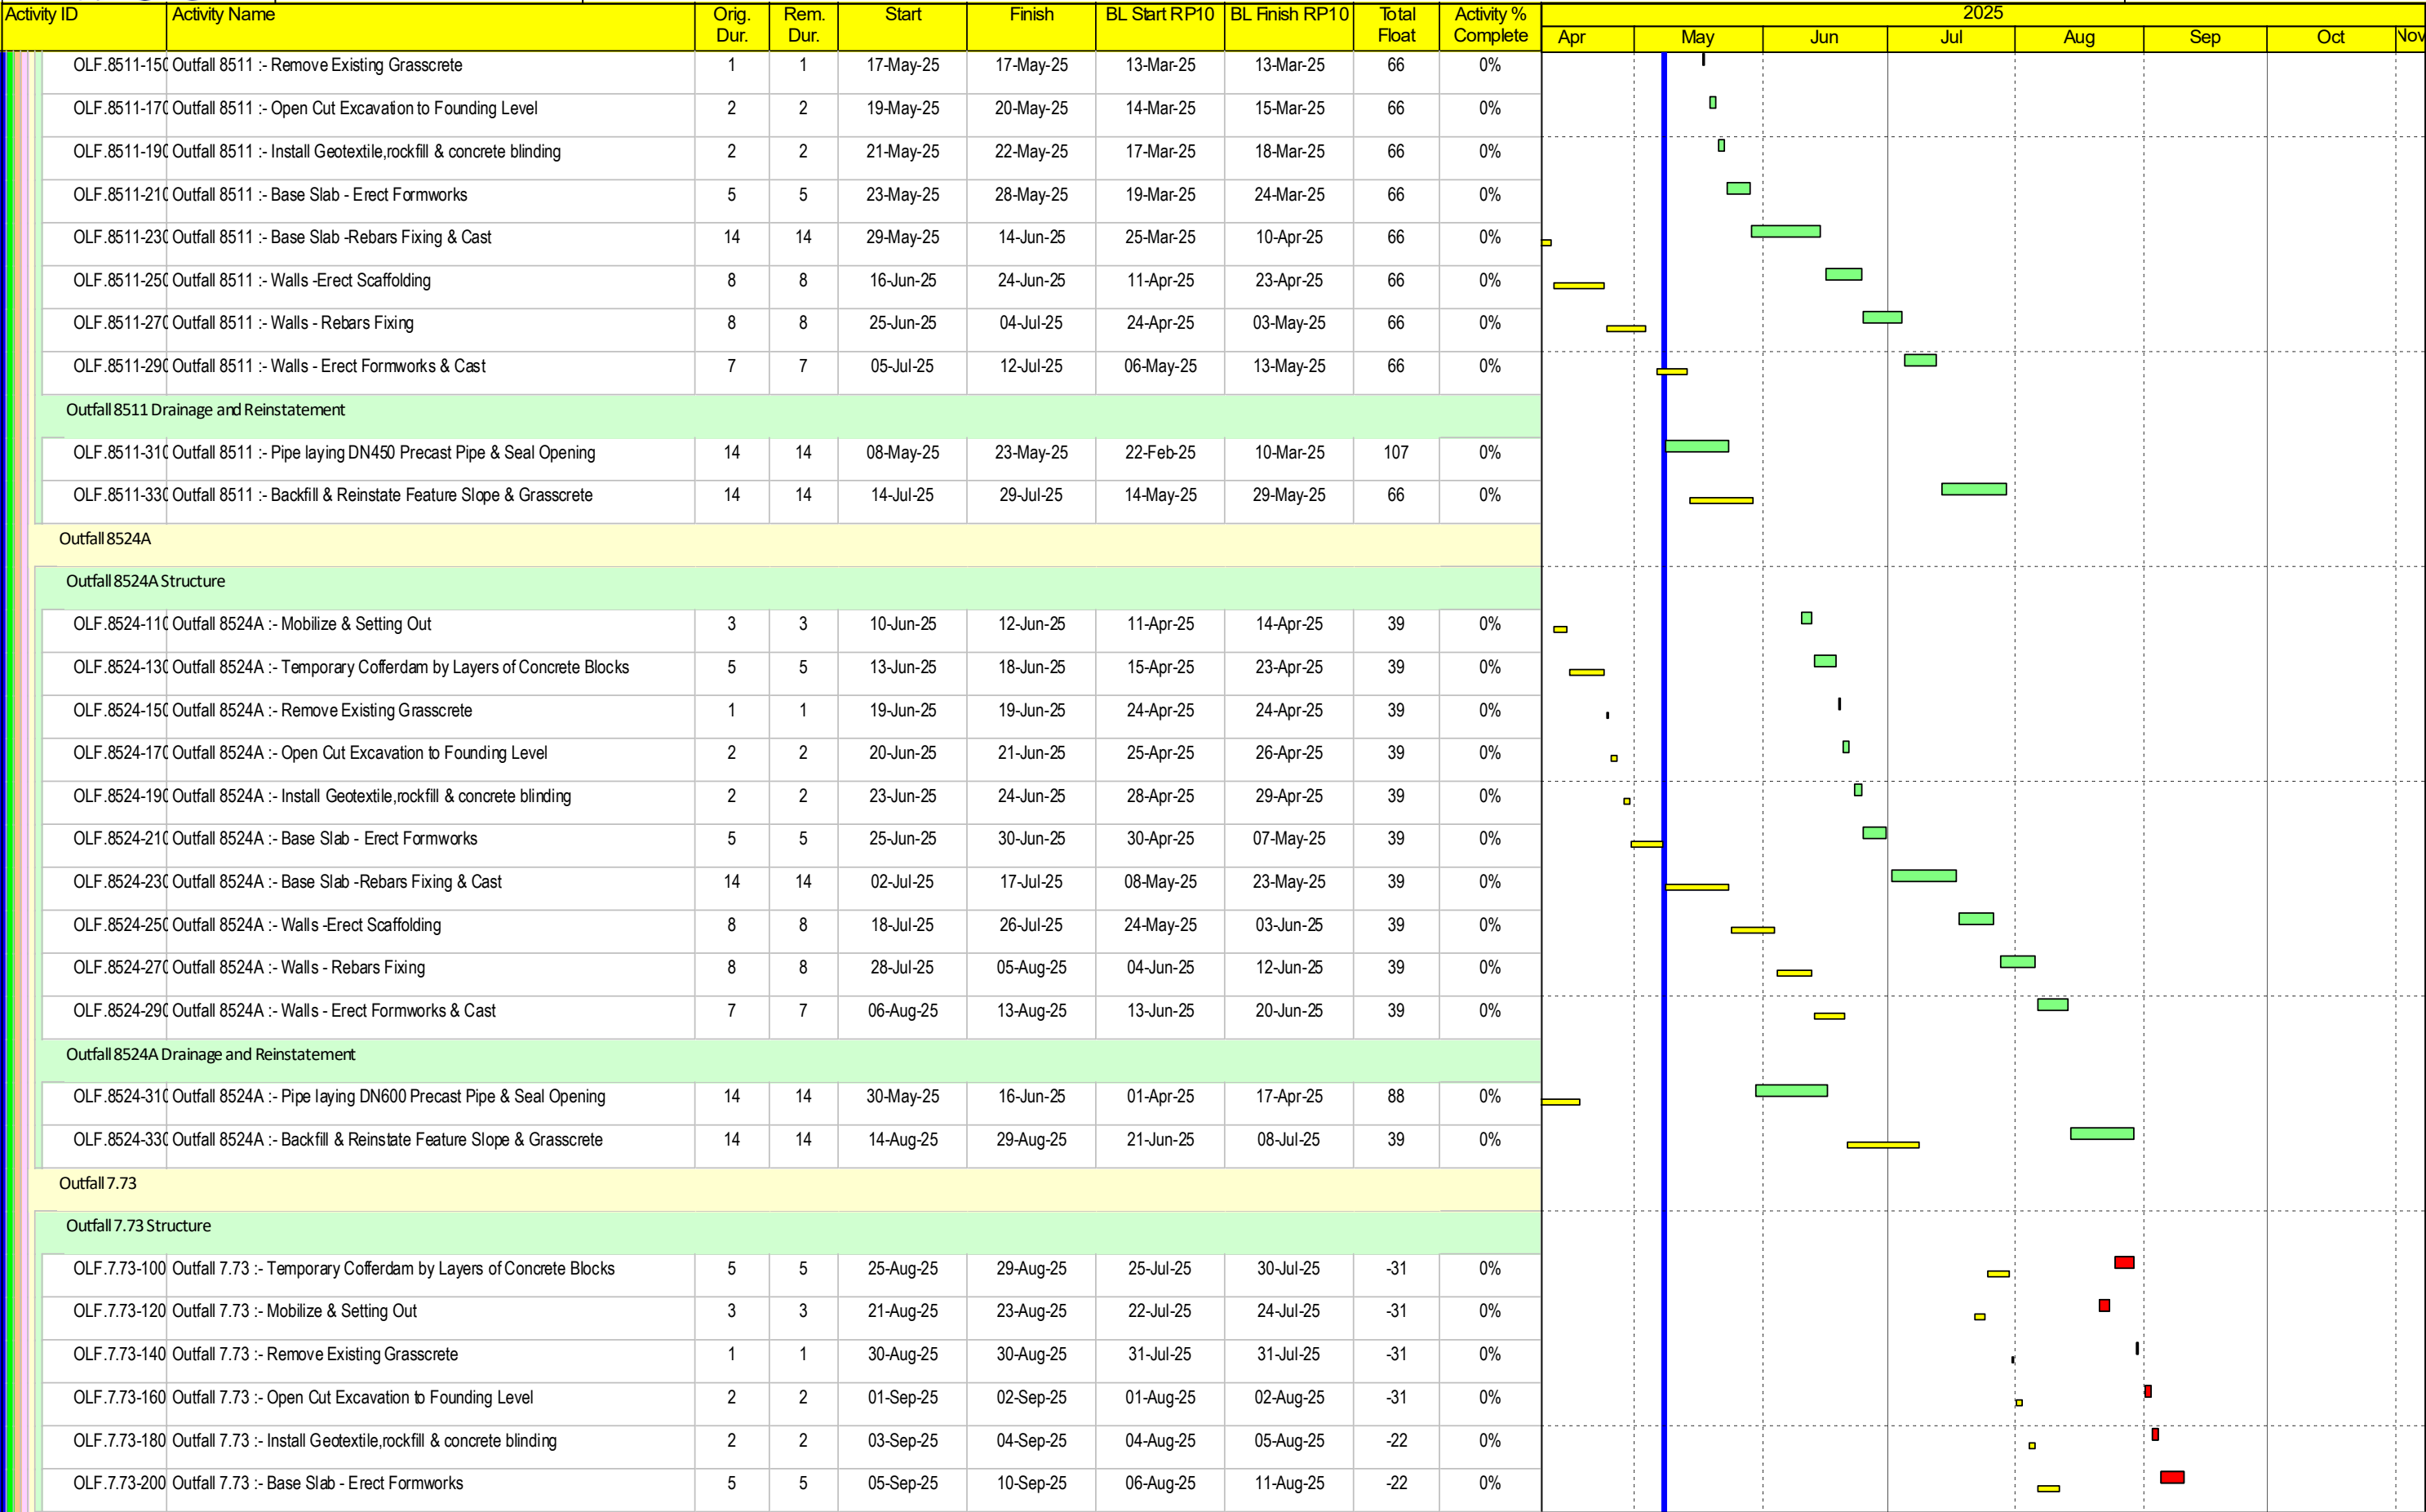 2025
Activity ID Activity Name Orig. Dur. Rem. Dur. Start Finish BL Start RP10 BL Finish RP10 Total Float Activity % Complete Apr May Jun Jul Aug Sep Oct Nov
OLF.8511-150 Outfall 8511 :- Remove Existing Grasscrete 1 1 17-May-25 17-May-25 13-Mar-25 13-Mar-25 66 0%
OLF.8511-170 Outfall 8511 :- Open Cut Excavation to Founding Level 2 2 19-May-25 20-May-25 14-Mar-25 15-Mar-25 66 0%
OLF.8511-190 Outfall 8511 :- Install Geotextile,rockfill & concrete blinding 2 2 21-May-25 22-May-25 17-Mar-25 18-Mar-25 66 0%
OLF.8511-210 Outfall 8511 :- Base Slab - Erect Formworks 5 5 23-May-25 28-May-25 19-Mar-25 24-Mar-25 66 0%
OLF.8511-230 Outfall 8511 :- Base Slab -Rebars Fixing & Cast 14 14 29-May-25 14-Jun-25 25-Mar-25 10-Apr-25 66 0%
OLF.8511-250 Outfall 8511 :- Walls -Erect Scaffolding 8 8 16-Jun-25 24-Jun-25 11-Apr-25 23-Apr-25 66 0%
OLF.8511-270 Outfall 8511 :- Walls - Rebars Fixing 8 8 25-Jun-25 04-Jul-25 24-Apr-25 03-May-25 66 0%
OLF.8511-290 Outfall 8511 :- Walls - Erect Formworks & Cast 7 7 05-Jul-25 12-Jul-25 06-May-25 13-May-25 66 0%
Outfall 8511 Drainage and Reinstatement
OLF.8511-310 Outfall 8511 :- Pipe laying DN450 Precast Pipe & Seal Opening 14 14 08-May-25 23-May-25 22-Feb-25 10-Mar-25 107 0%
OLF.8511-330 Outfall 8511 :- Backfill & Reinstate Feature Slope & Grasscrete 14 14 14-Jul-25 29-Jul-25 14-May-25 29-May-25 66 0%
Outfall 8524A
Outfall 8524A Structure
OLF.8524-110 Outfall 8524A :- Mobilize & Setting Out 3 3 10-Jun-25 12-Jun-25 11-Apr-25 14-Apr-25 39 0%
OLF.8524-130 Outfall 8524A :- Temporary Cofferdam by Layers of Concrete Blocks 5 5 13-Jun-25 18-Jun-25 15-Apr-25 23-Apr-25 39 0%
OLF.8524-150 Outfall 8524A :- Remove Existing Grasscrete 1 1 19-Jun-25 19-Jun-25 24-Apr-25 24-Apr-25 39 0%
OLF.8524-170 Outfall 8524A :- Open Cut Excavation to Founding Level 2 2 20-Jun-25 21-Jun-25 25-Apr-25 26-Apr-25 39 0%
OLF.8524-190 Outfall 8524A :- Install Geotextile,rockfill & concrete blinding 2 2 23-Jun-25 24-Jun-25 28-Apr-25 29-Apr-25 39 0%
OLF.8524-210 Outfall 8524A :- Base Slab - Erect Formworks 5 5 25-Jun-25 30-Jun-25 30-Apr-25 07-May-25 39 0%
OLF.8524-230 Outfall 8524A :- Base Slab -Rebars Fixing & Cast 14 14 02-Jul-25 17-Jul-25 08-May-25 23-May-25 39 0%
OLF.8524-250 Outfall 8524A :- Walls -Erect Scaffolding 8 8 18-Jul-25 26-Jul-25 24-May-25 03-Jun-25 39 0%
OLF.8524-270 Outfall 8524A :- Walls - Rebars Fixing 8 8 28-Jul-25 05-Aug-25 04-Jun-25 12-Jun-25 39 0%
OLF.8524-290 Outfall 8524A :- Walls - Erect Formworks & Cast 7 7 06-Aug-25 13-Aug-25 13-Jun-25 20-Jun-25 39 0%
Outfall 8524A Drainage and Reinstatement
OLF.8524-310 Outfall 8524A :- Pipe laying DN600 Precast Pipe & Seal Opening 14 14 30-May-25 16-Jun-25 01-Apr-25 17-Apr-25 88 0%
OLF.8524-330 Outfall 8524A :- Backfill & Reinstate Feature Slope & Grasscrete 14 14 14-Aug-25 29-Aug-25 21-Jun-25 08-Jul-25 39 0%
Outfall 7.73
Outfall 7.73 Structure
OLF.7.73-100 Outfall 7.73 :- Temporary Cofferdam by Layers of Concrete Blocks 5 5 25-Aug-25 29-Aug-25 25-Jul-25 30-Jul-25 -31 0%
OLF.7.73-120 Outfall 7.73 :- Mobilize & Setting Out 3 3 21-Aug-25 23-Aug-25 22-Jul-25 24-Jul-25 -31 0%
OLF.7.73-140 Outfall 7.73 :- Remove Existing Grasscrete 1 1 30-Aug-25 30-Aug-25 31-Jul-25 31-Jul-25 -31 0%
OLF.7.73-160 Outfall 7.73 :- Open Cut Excavation to Founding Level 2 2 01-Sep-25 02-Sep-25 01-Aug-25 02-Aug-25 -31 0%
OLF.7.73-180 Outfall 7.73 :- Install Geotextile,rockfill & concrete blinding 2 2 03-Sep-25 04-Sep-25 04-Aug-25 05-Aug-25 -22 0%
OLF.7.73-200 Outfall 7.73 :- Base Slab - Erect Formworks 5 5 05-Sep-25 10-Sep-25 06-Aug-25 11-Aug-25 -22 0%